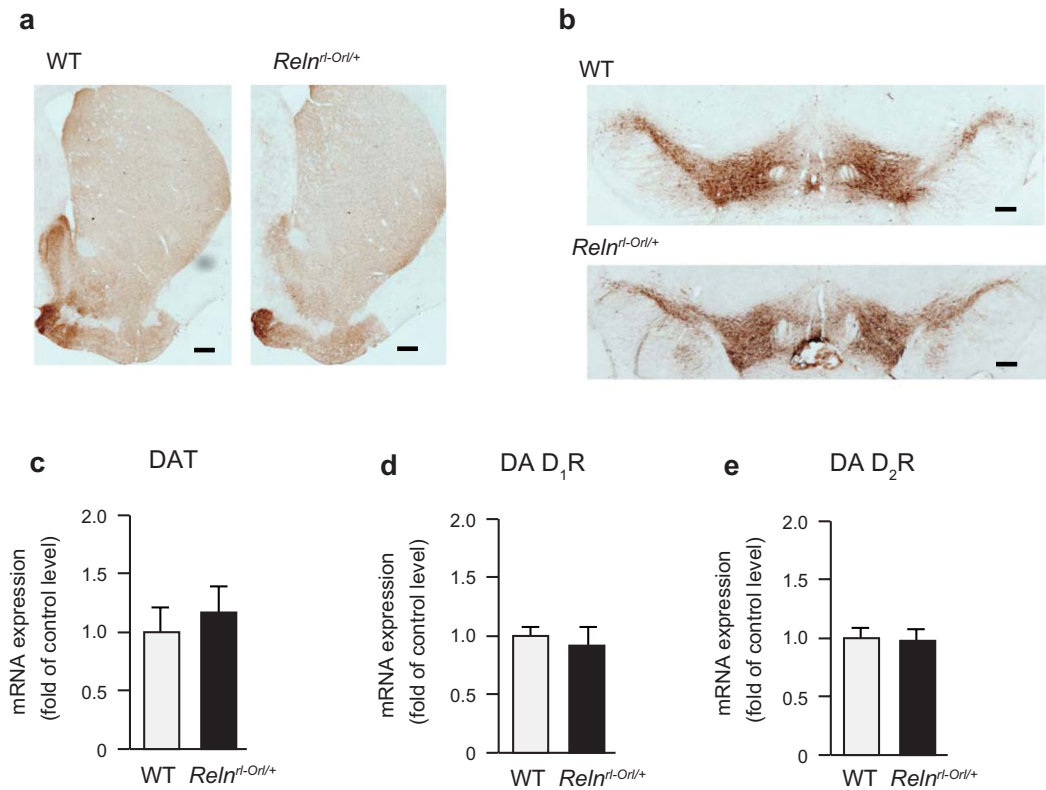 a
WT
Reln^rl-Orl/+
b
WT
Reln^rl-Orl/+
c
DAT
mRNA expression
(fold of control level)
2.0
1.5
1.0
0.5
0
WT
Reln^rl-Orl/+
d
DA D₁R
mRNA expression
(fold of control level)
2.0
1.5
1.0
0.5
0
WT
Reln^rl-Orl/+
e
DA D₂R
mRNA expression
(fold of control level)
2.0
1.5
1.0
0.5
0
WT
Reln^rl-Orl/+